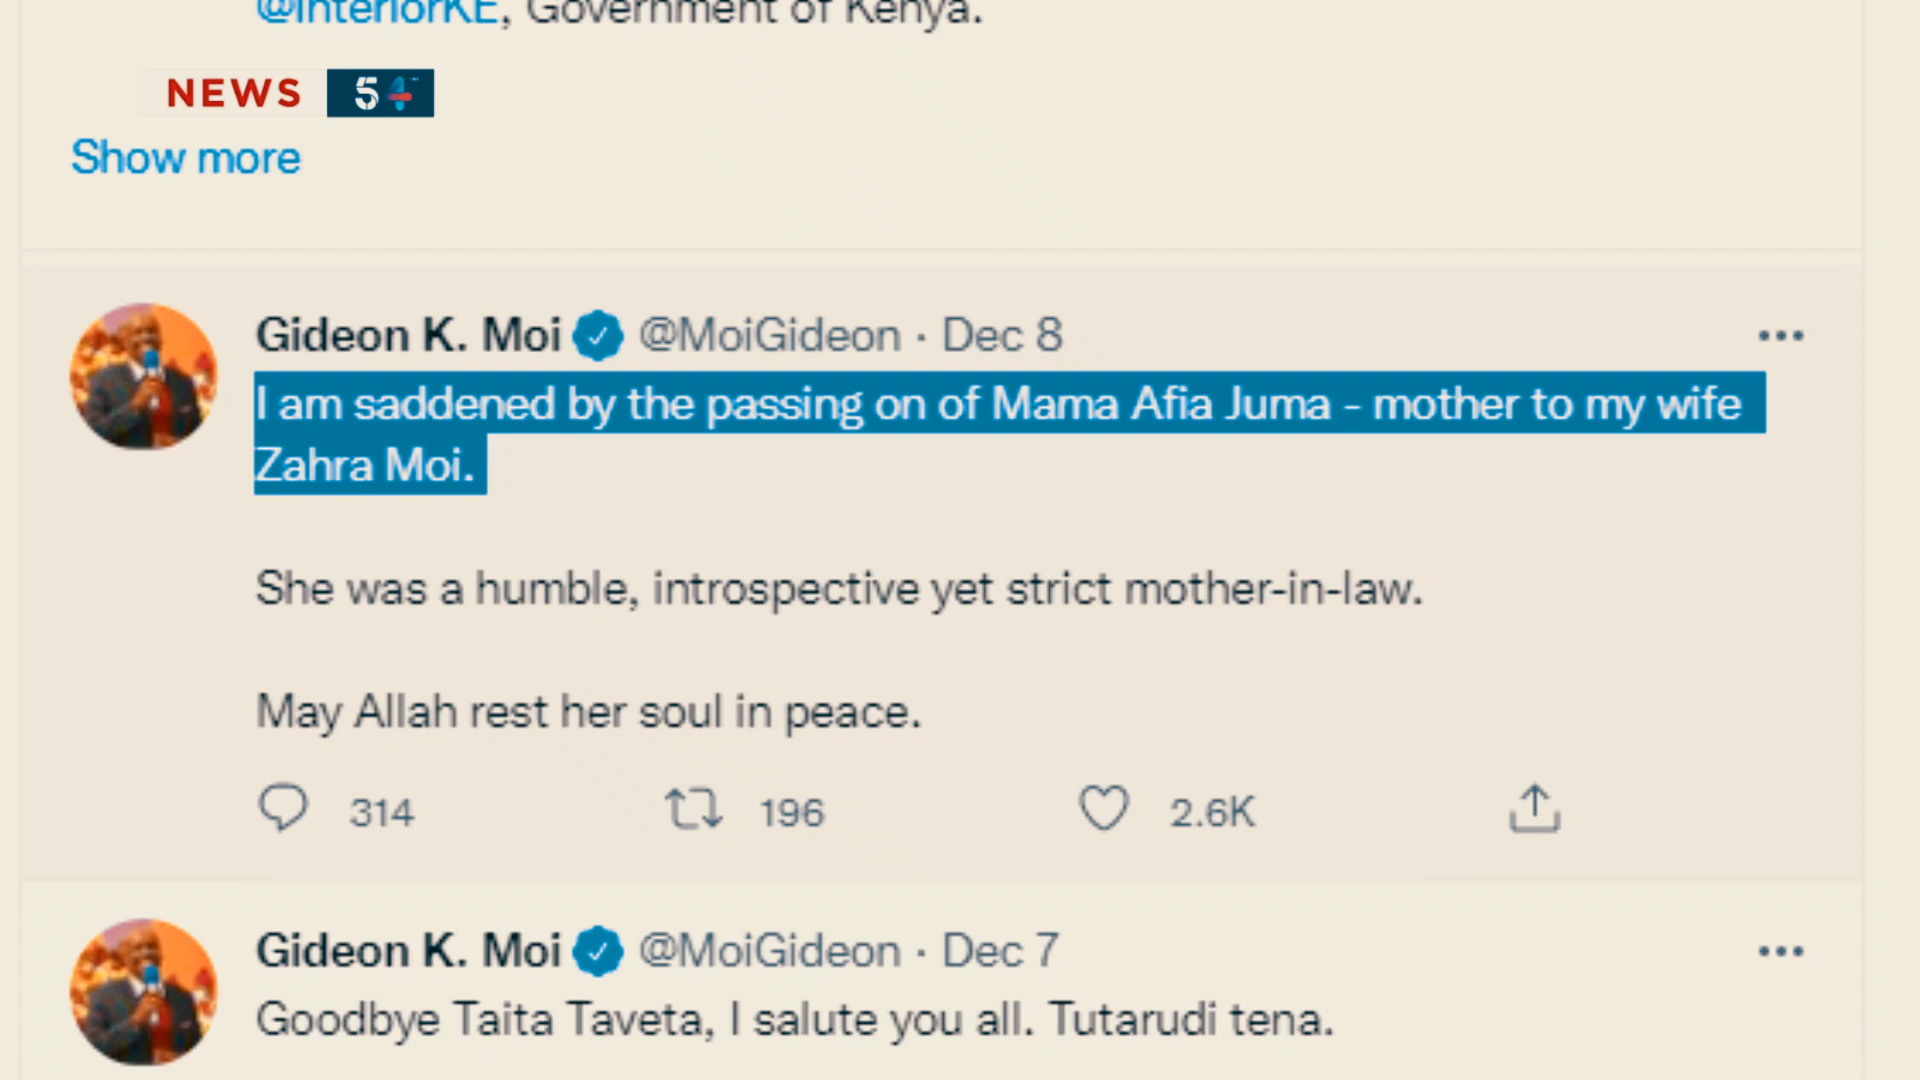 @InteriorKE, Government of Kenya.
NEWS 54
Show more
Gideon K. Moi @MoiGideon · Dec 8
I am saddened by the passing on of Mama Afia Juma - mother to my wife
Zahra Moi.
She was a humble, introspective yet strict mother-in-law.
May Allah rest her soul in peace.
314 196 2.6K
Gideon K. Moi @MoiGideon · Dec 7
Goodbye Taita Taveta, I salute you all. Tutarudi tena.